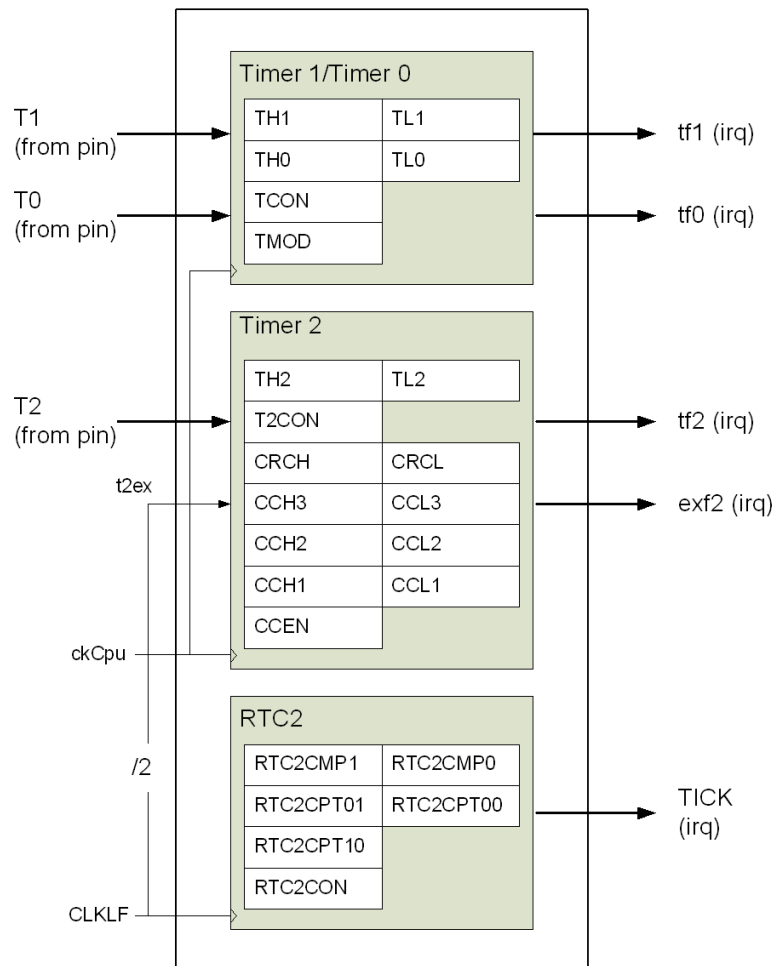 Timer 1/Timer 0
T1
(from pin)
TH1 TL1
tf1 (irq)
TH0 TL0
T0
(from pin)
TCON
tf0 (irq)
TMOD
Timer 2
TH2 TL2
T2
(from pin)
T2CON
tf2 (irq)
CRCH CRCL
t2ex
CCH3 CCL3
exf2 (irq)
CCH2 CCL2
CCH1 CCL1
CCEN
ckCpu
RTC2
/2
RTC2CMP1 RTC2CMP0
RTC2CPT01 RTC2CPT00
TICK
(irq)
RTC2CPT10
RTC2CON
CLKLF